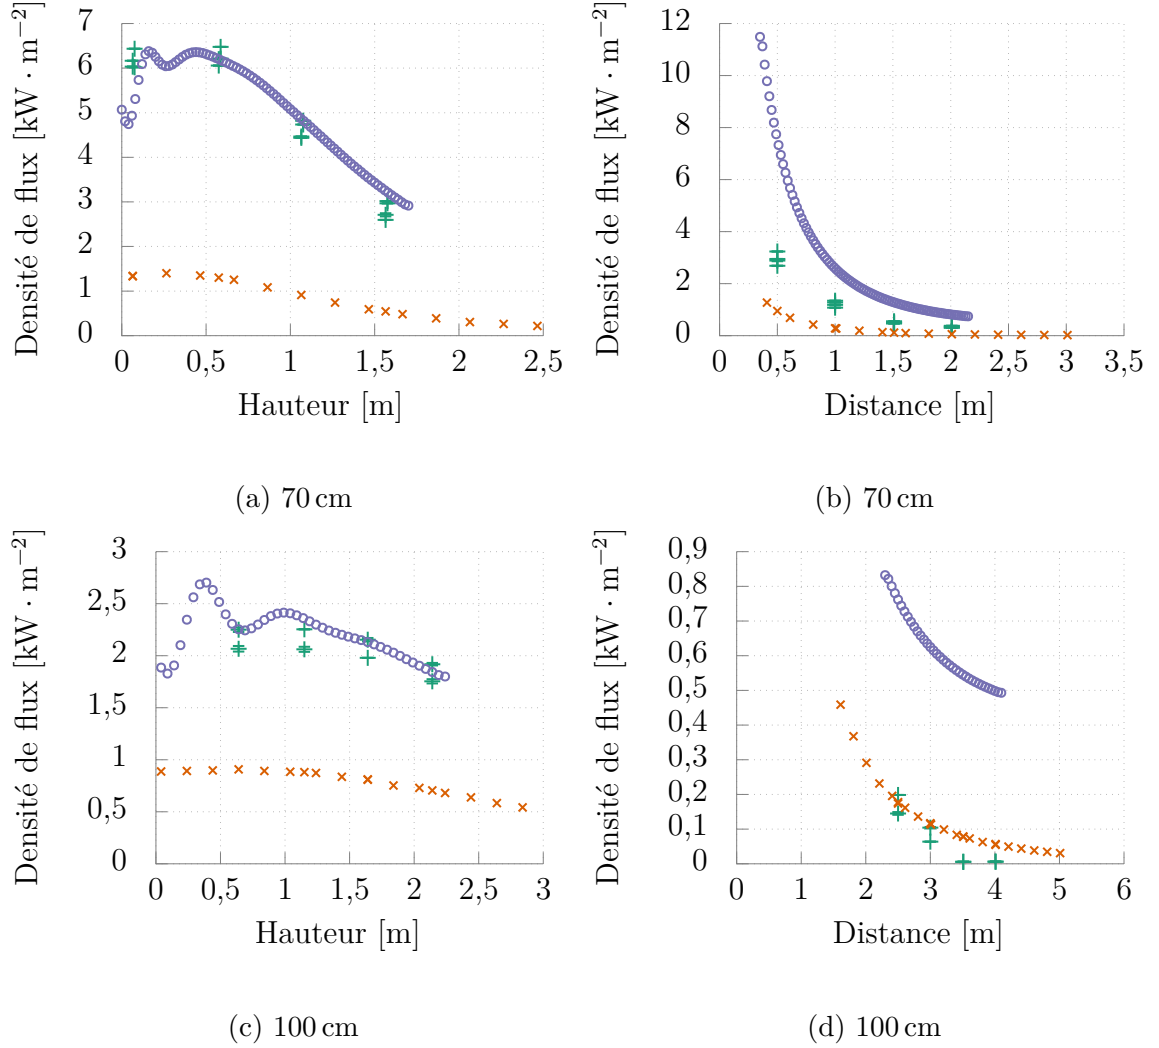 Densité de flux [kW · m−2]
7
6
5
4
3
2
1
0
0 0,5 1 1,5 2 2,5
Hauteur [m]
(a) 70 cm
Densité de flux [kW · m−2]
12
10
8
6
4
2
0
0 0,5 1 1,5 2 2,5 3 3,5
Distance [m]
(b) 70 cm
Densité de flux [kW · m−2]
3
2,5
2
1,5
1
0,5
0
0 0,5 1 1,5 2 2,5 3
Hauteur [m]
(c) 100 cm
Densité de flux [kW · m−2]
0,9
0,8
0,7
0,6
0,5
0,4
0,3
0,2
0,1
0
0 1 2 3 4 5 6
Distance [m]
(d) 100 cm